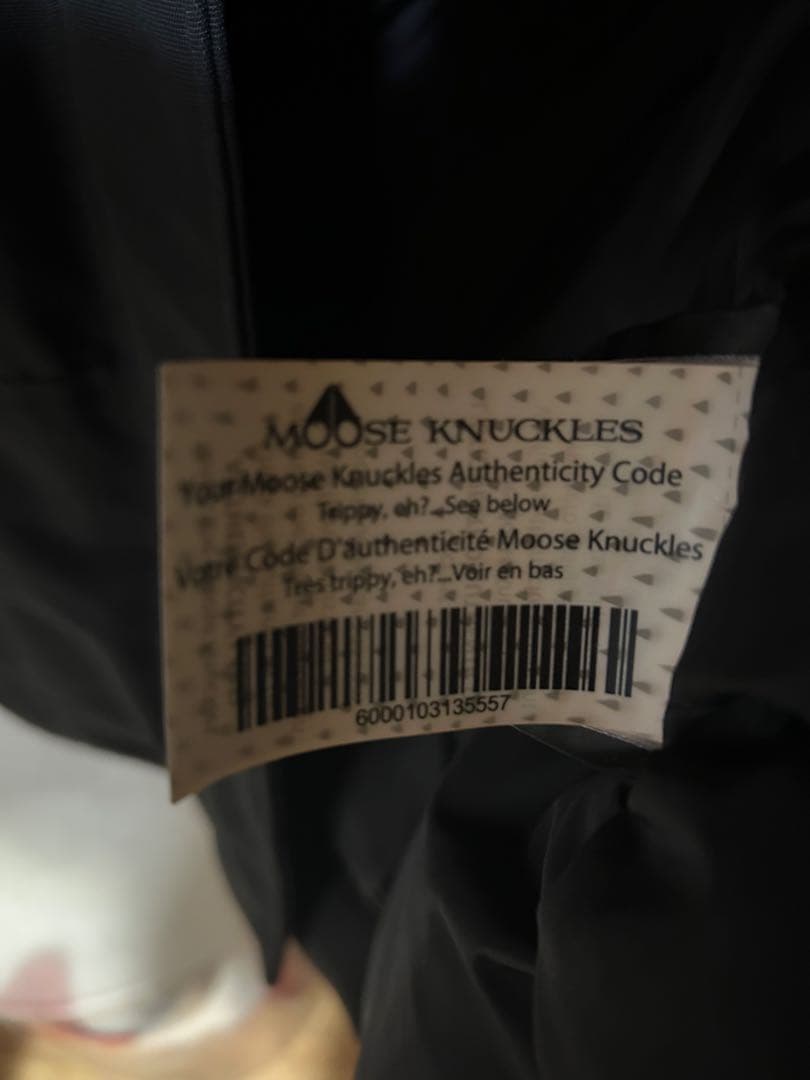 MOOSE KNUCKLES
Your Moose Knuckles Authenticity Code
Trippy, eh?...See below
Votre Code D'authenticité Moose Knuckles
Très trippy, eh?...Voir en bas
6000103135557